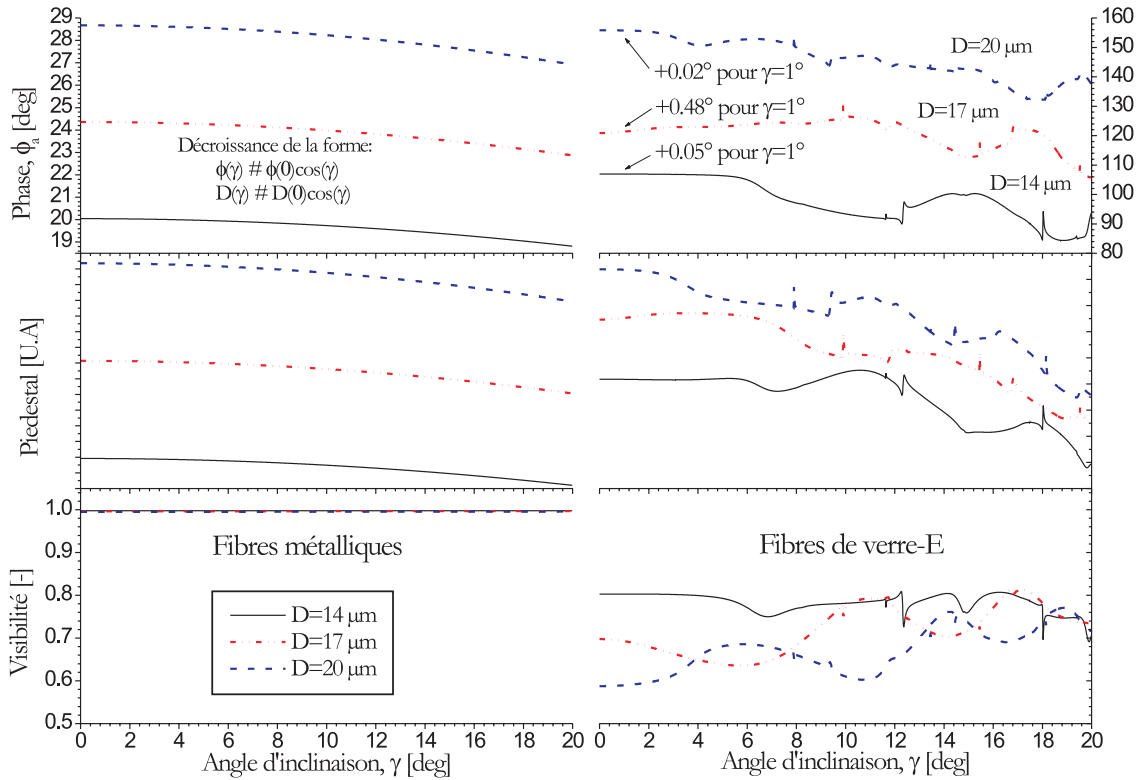 29
28
27
26
25
24
23
22
21
20
19
Phase, ϕa [deg]
Décroissance de la forme:
ϕ(γ) # ϕ(0)cos(γ)
D(γ) # D(0)cos(γ)
160
150
140
130
120
110
100
90
80
D=20 µm
+0.02° pour γ=1°
D=17 µm
+0.48° pour γ=1°
+0.05° pour γ=1°
D=14 µm
Piedestal [U.A]
1.0
0.9
0.8
0.7
0.6
0.5
Visibilité [-]
Fibres métalliques
D=14 µm
D=17 µm
D=20 µm
Fibres de verre-E
0 2 4 6 8 10 12 14 16 18 20
Angle d'inclinaison, γ [deg]
0 2 4 6 8 10 12 14 16 18 20
Angle d'inclinaison, γ [deg]